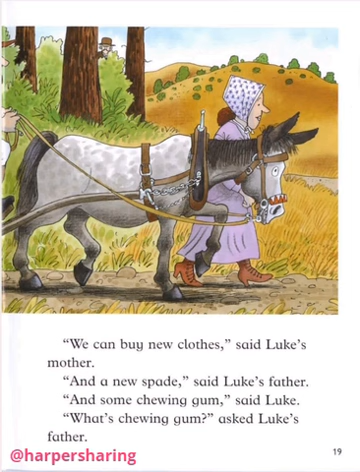 “We can buy new clothes,” said Luke’s
mother.
“And a new spade,” said Luke’s father.
“And some chewing gum,” said Luke.
“What’s chewing gum?” asked Luke’s
father.
19
@harpersharing